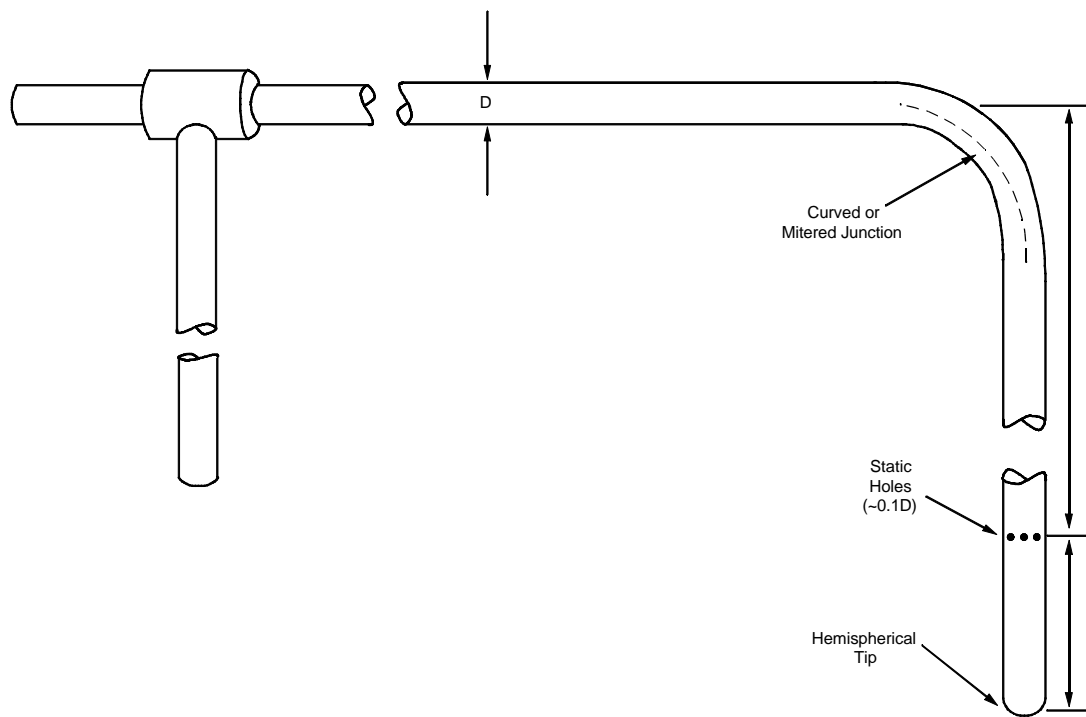 D
Curved or
Mitered Junction
Static
Holes
(~0.1D)
Hemispherical
Tip